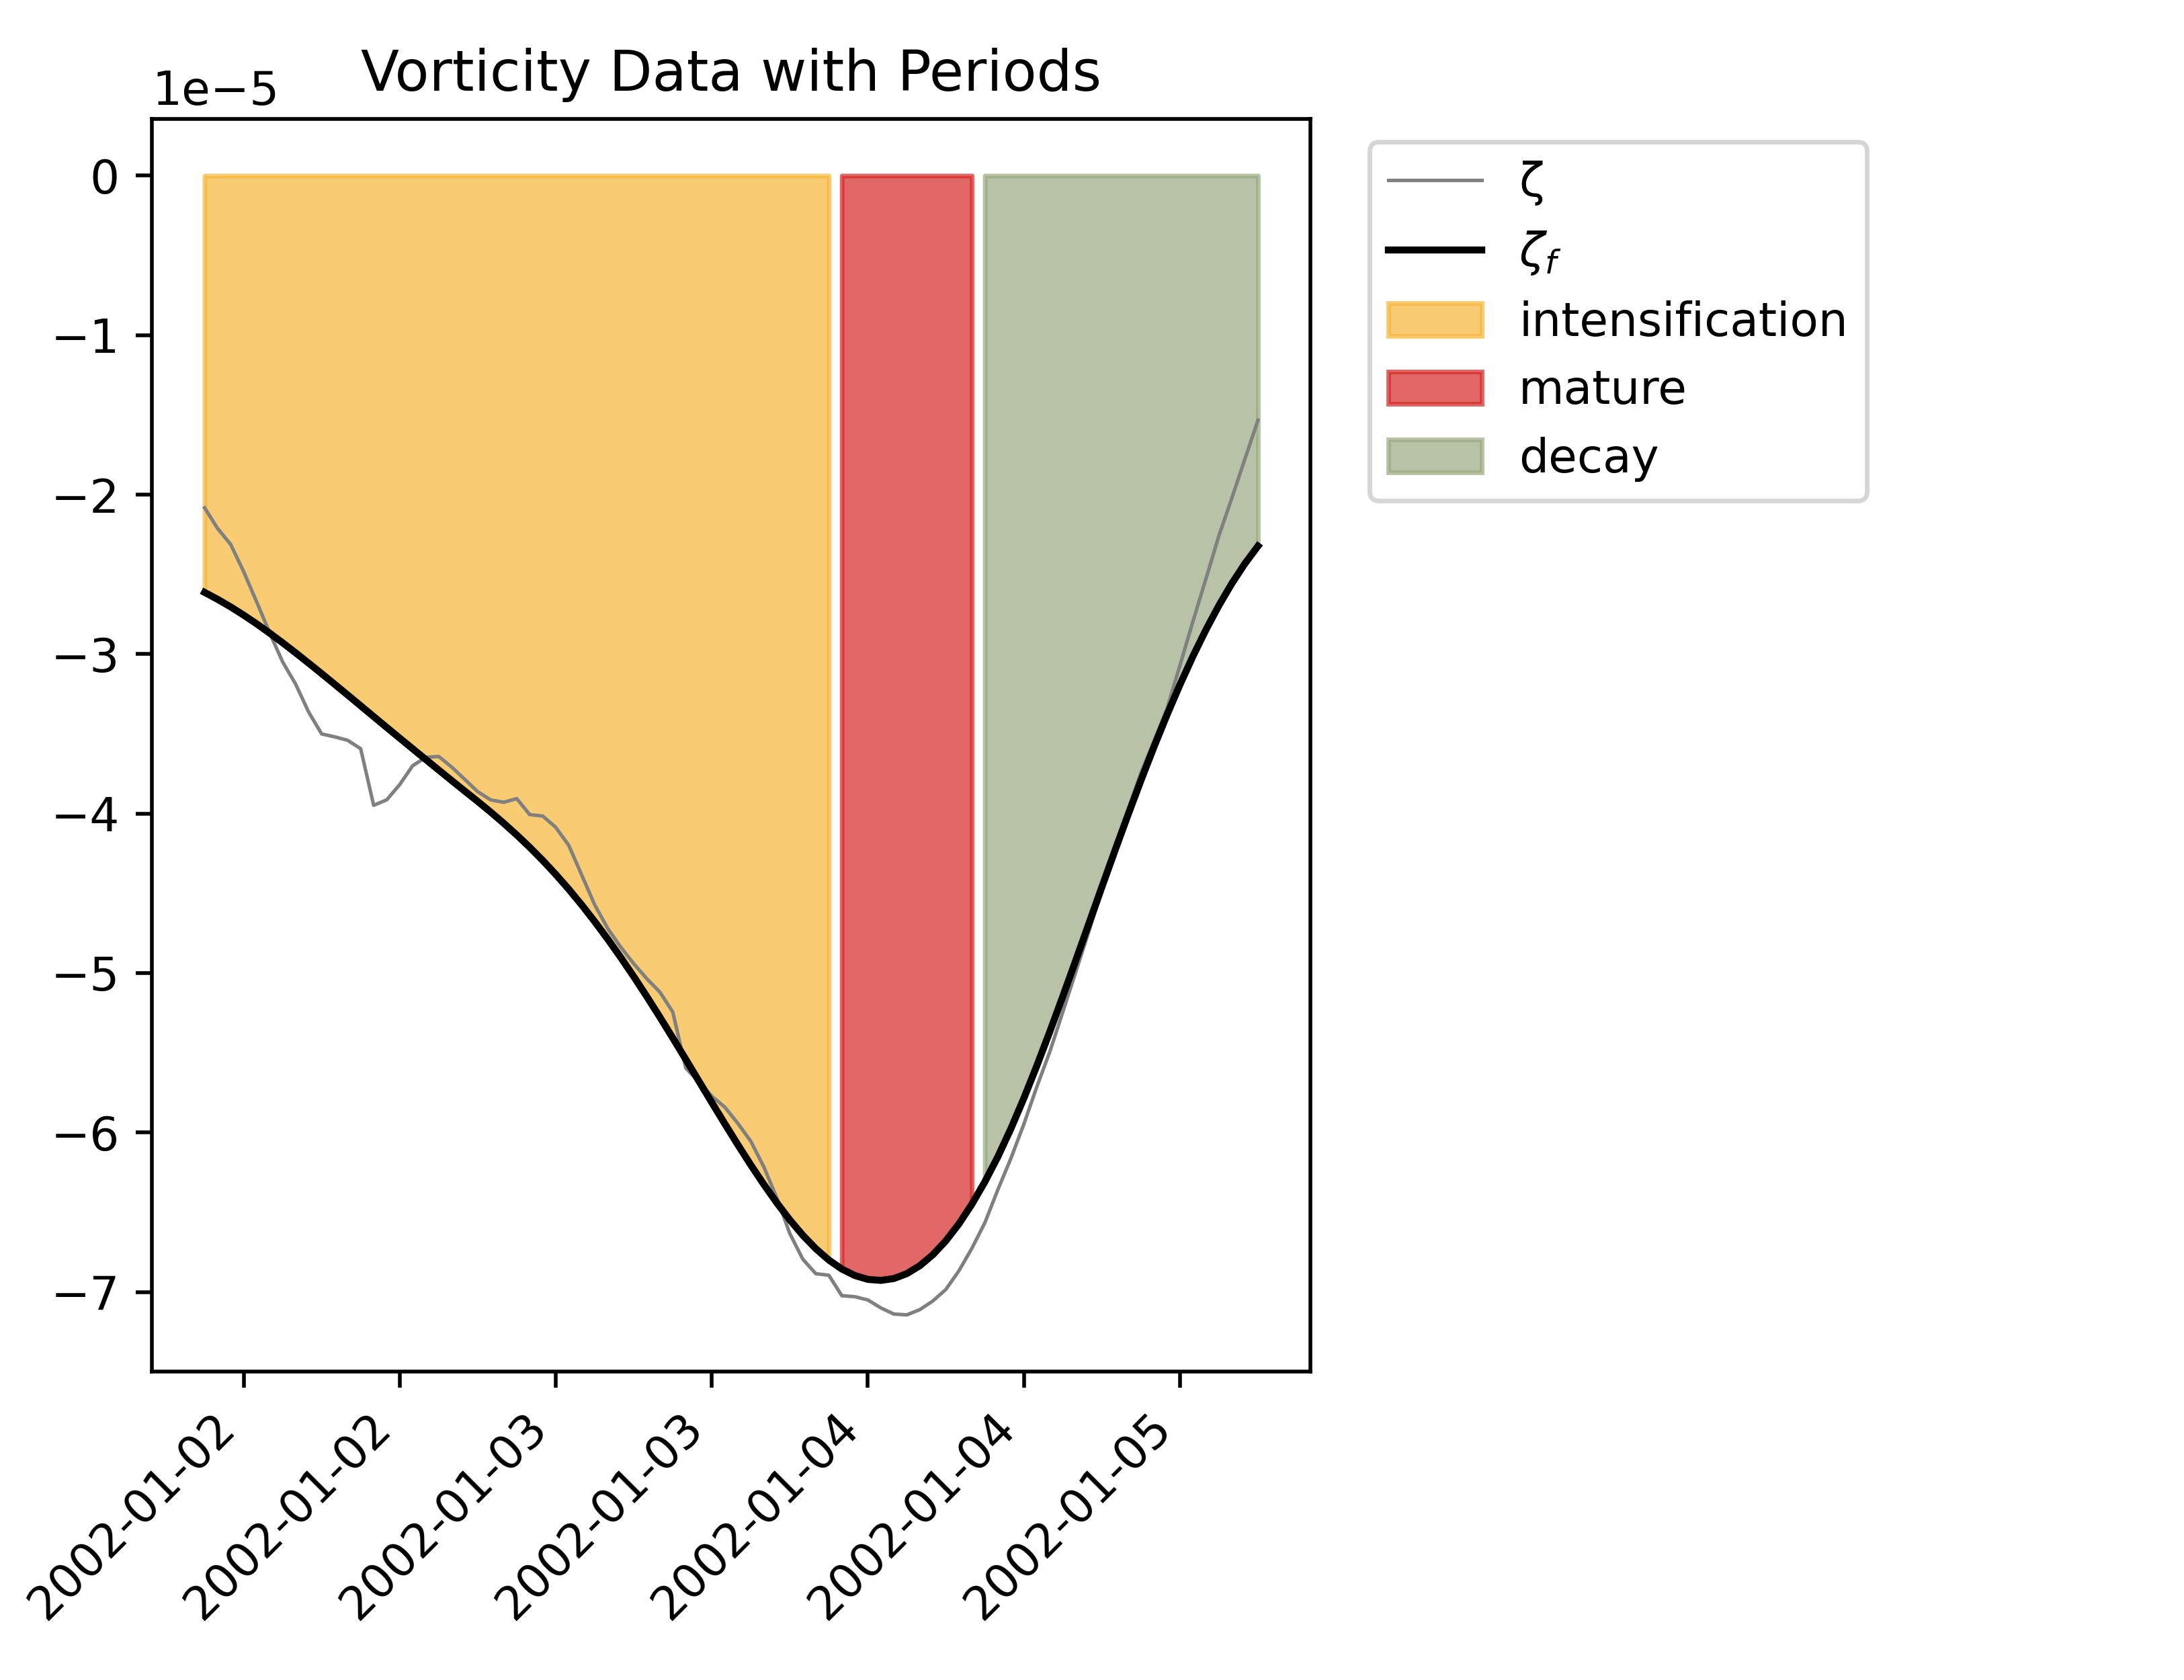 Vorticity Data with Periods
1e−5
0
−1
−2
−3
−4
−5
−6
−7
2002-01-02
2002-01-02
2002-01-03
2002-01-03
2002-01-04
2002-01-04
2002-01-05
ζ
ζf
intensification
mature
decay